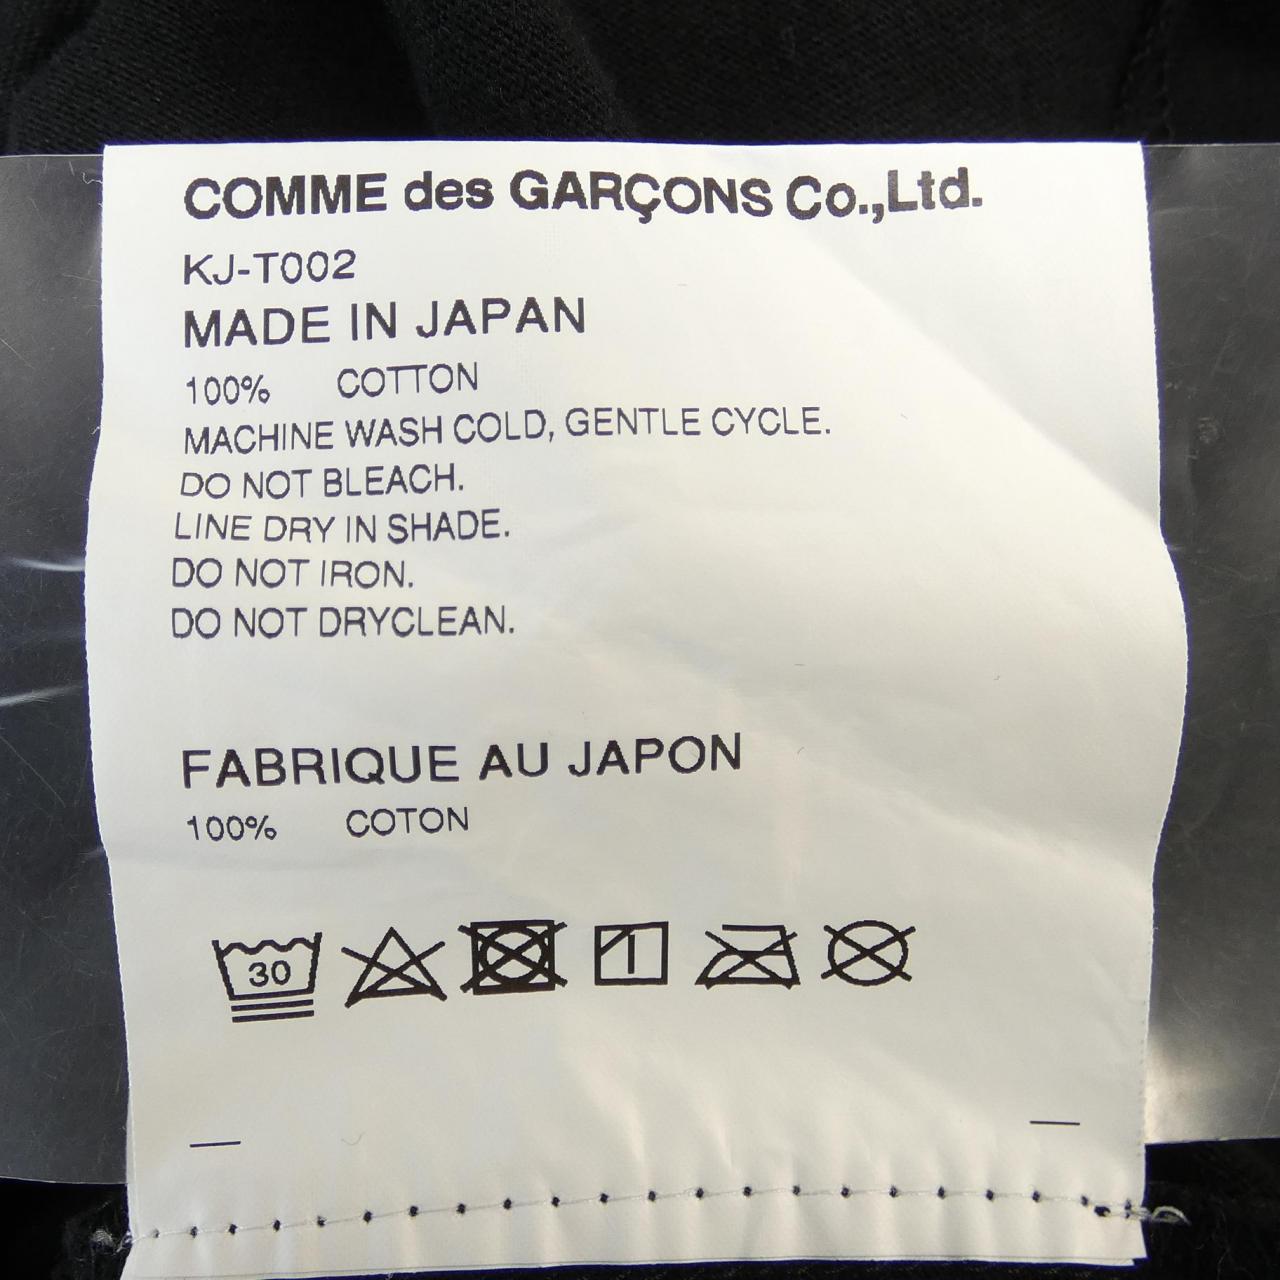 COMME des GARÇONS Co.,Ltd.
KJ-T002
MADE IN JAPAN
100% COTTON
MACHINE WASH COLD, GENTLE CYCLE.
DO NOT BLEACH.
LINE DRY IN SHADE.
DO NOT IRON.
DO NOT DRYCLEAN.
FABRIQUE AU JAPON
100% COTON
30